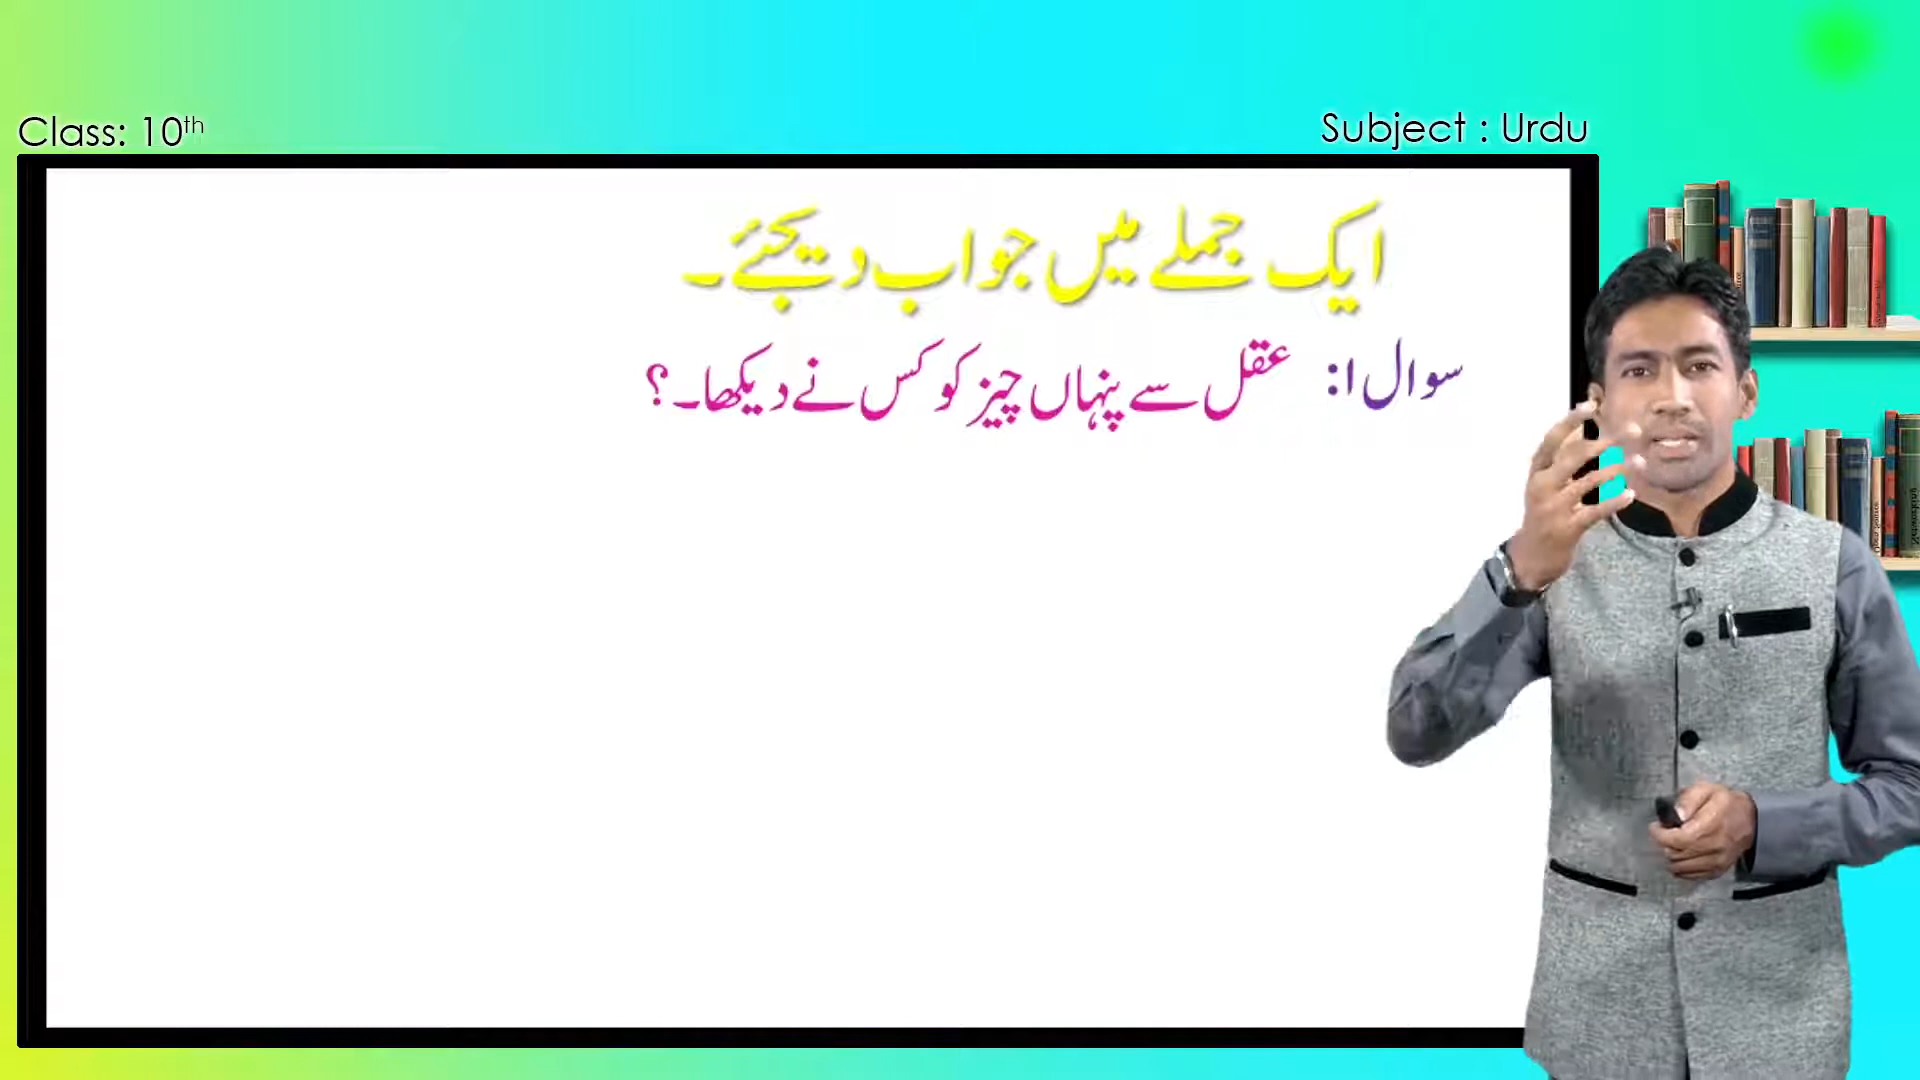 Class: 10th
Subject : Urdu
ایک جملے میں جواب دیجئے۔
سوال ۱: عقل سے پنہاں چیز کو کس نے دیکھا۔؟